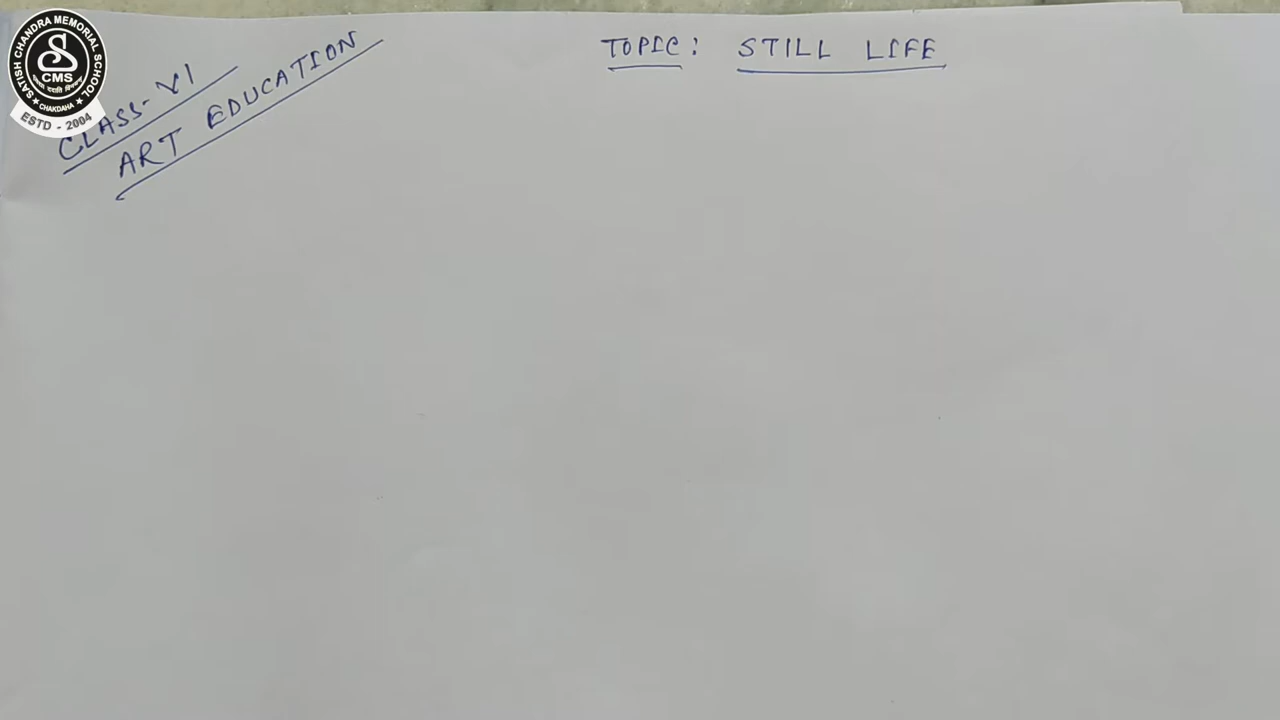 SATISH CHANDRA MEMORIAL SCHOOL
S
CMS
CHAKDAHA
ESTD - 2004
CLASS- VI
ART EDUCATION
TOPIC: STILL LIFE